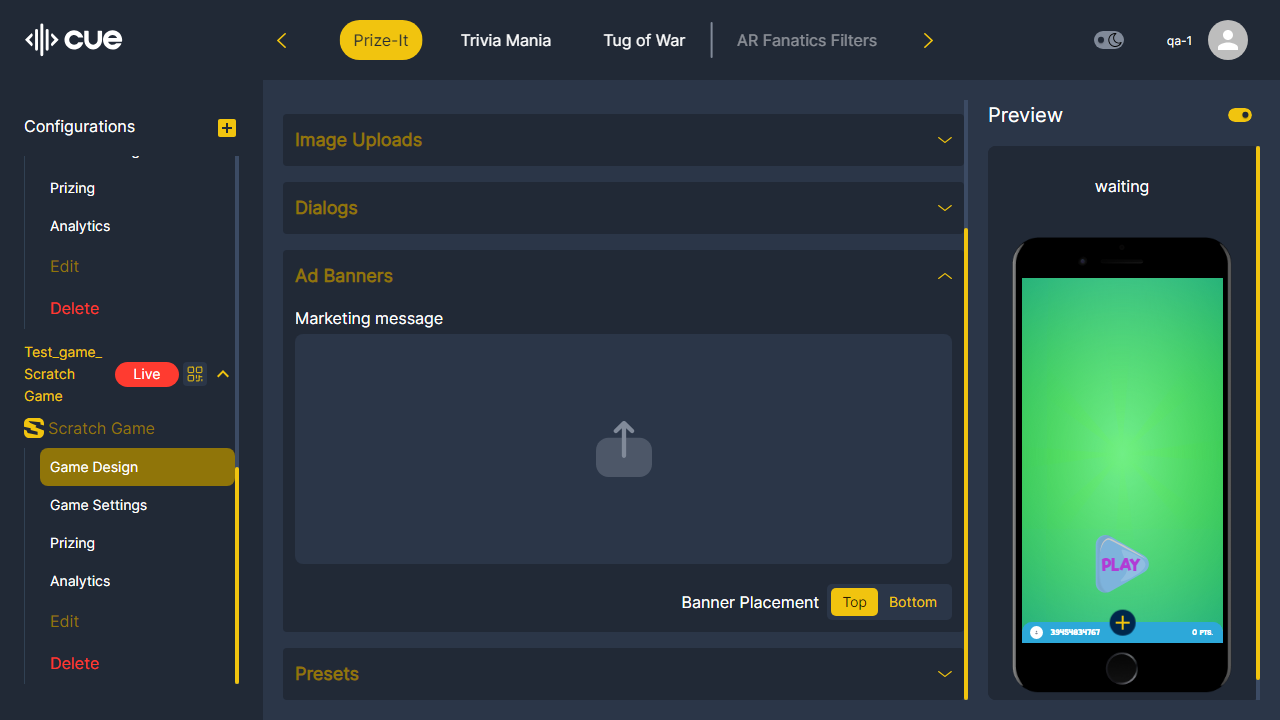 cue
Prize-It
Trivia Mania
Tug of War
AR Fanatics Filters
qa-1
Configurations
Prizing
Analytics
Edit
Delete
Test_game_
Scratch
Game
Live
Scratch Game
Game Design
Game Settings
Prizing
Analytics
Edit
Delete
Image Uploads
Dialogs
Ad Banners
Marketing message
Banner Placement
Top
Bottom
Presets
Preview
waiting
PLAY
0 PTS.